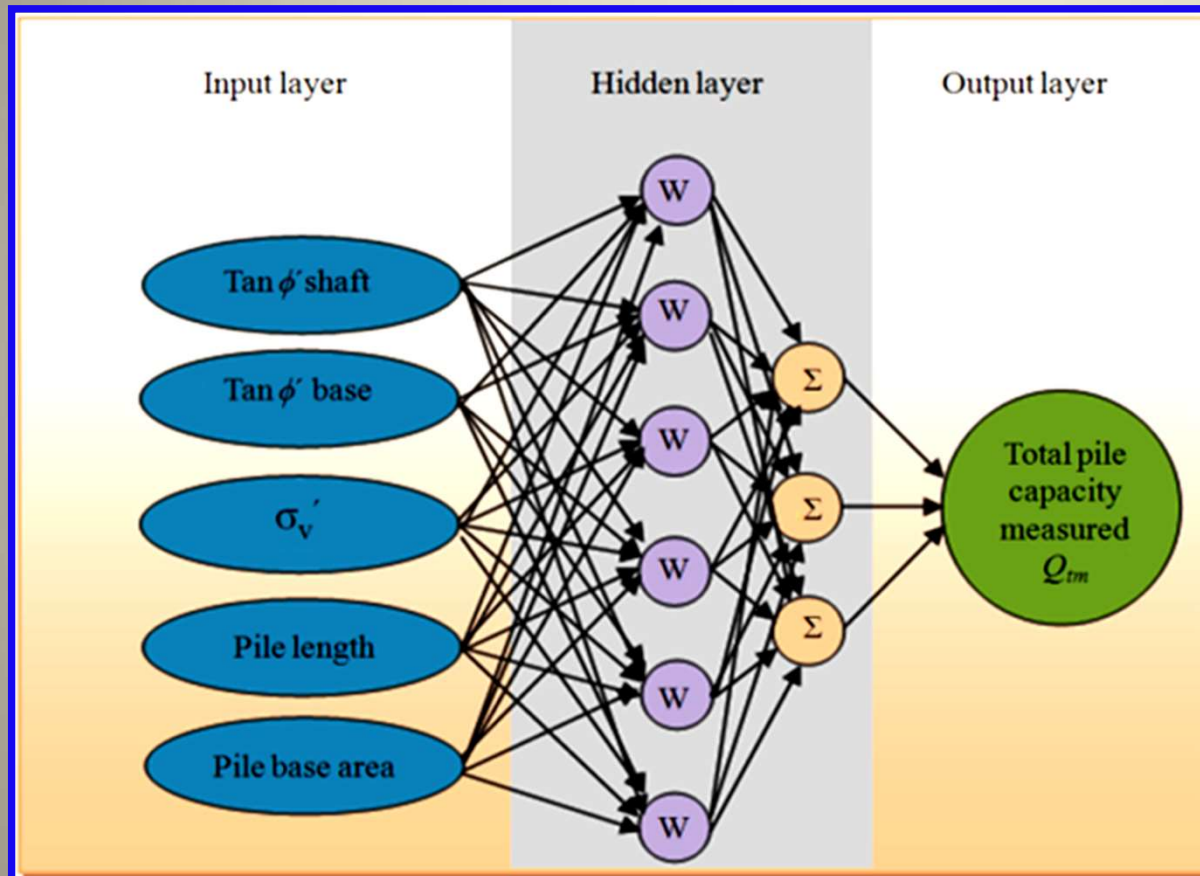 Input layer
Hidden layer
Output layer
Tan ϕ′ shaft
Tan ϕ′ base
σᵥ′
Pile length
Pile base area
W
W
W
W
W
W
Σ
Σ
Σ
Total pile
capacity
measured
Qtm